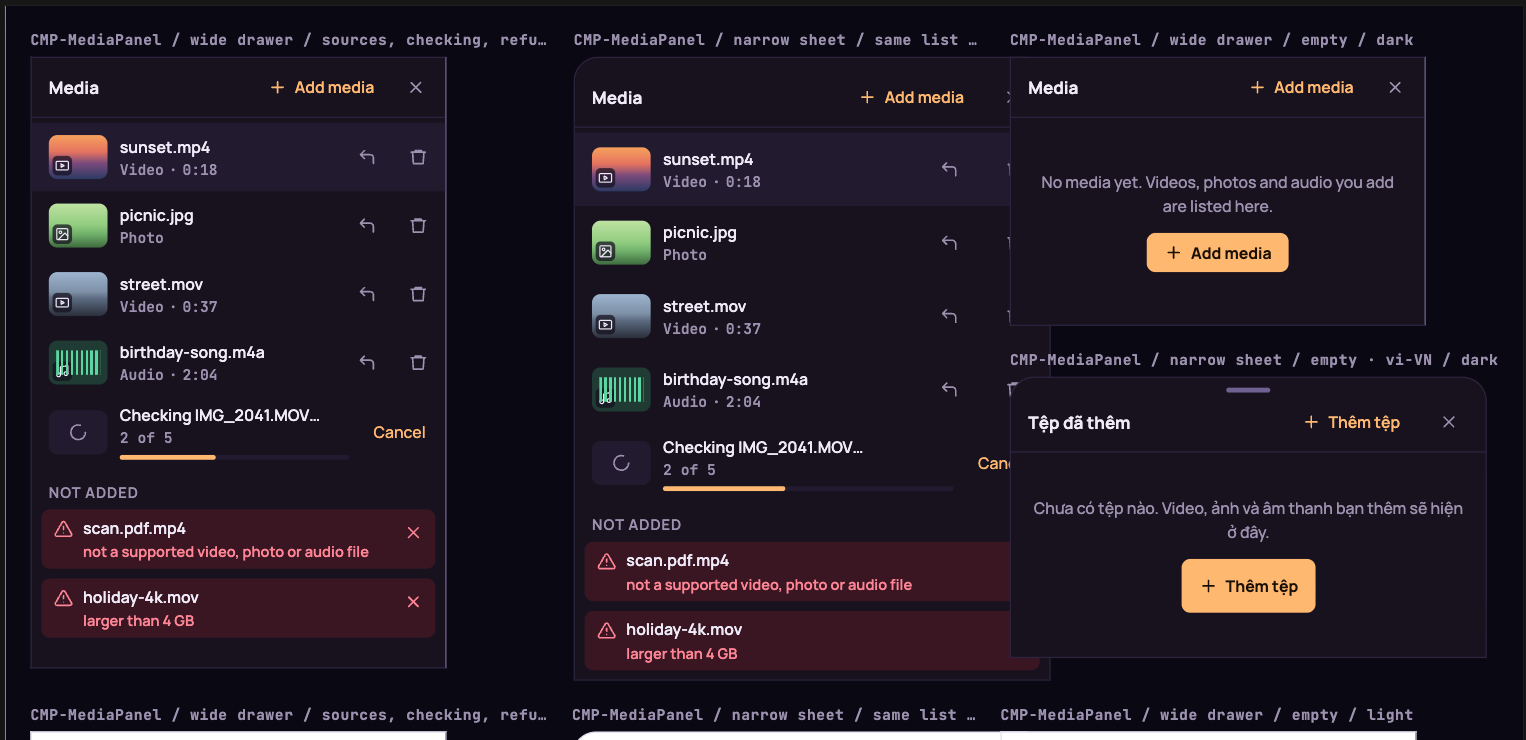 CMP-MediaPanel / wide drawer / sources, checking, refu…
Media
+ Add media
sunset.mp4
Video · 0:18
picnic.jpg
Photo
street.mov
Video · 0:37
birthday-song.m4a
Audio · 2:04
Checking IMG_2041.MOV…
2 of 5
Cancel
NOT ADDED
scan.pdf.mp4
not a supported video, photo or audio file
holiday-4k.mov
larger than 4 GB
CMP-MediaPanel / narrow sheet / same list …
Media
+ Add media
sunset.mp4
Video · 0:18
picnic.jpg
Photo
street.mov
Video · 0:37
birthday-song.m4a
Audio · 2:04
Checking IMG_2041.MOV…
2 of 5
NOT ADDED
scan.pdf.mp4
not a supported video, photo or audio file
holiday-4k.mov
larger than 4 GB
CMP-MediaPanel / wide drawer / empty / dark
Media
+ Add media
No media yet. Videos, photos and audio you add
are listed here.
+ Add media
CMP-MediaPanel / narrow sheet / empty · vi-VN / dark
Tệp đã thêm
+ Thêm tệp
Chưa có tệp nào. Video, ảnh và âm thanh bạn thêm sẽ hiện
ở đây.
+ Thêm tệp
CMP-MediaPanel / wide drawer / sources, checking, refu…
CMP-MediaPanel / narrow sheet / same list …
CMP-MediaPanel / wide drawer / empty / light